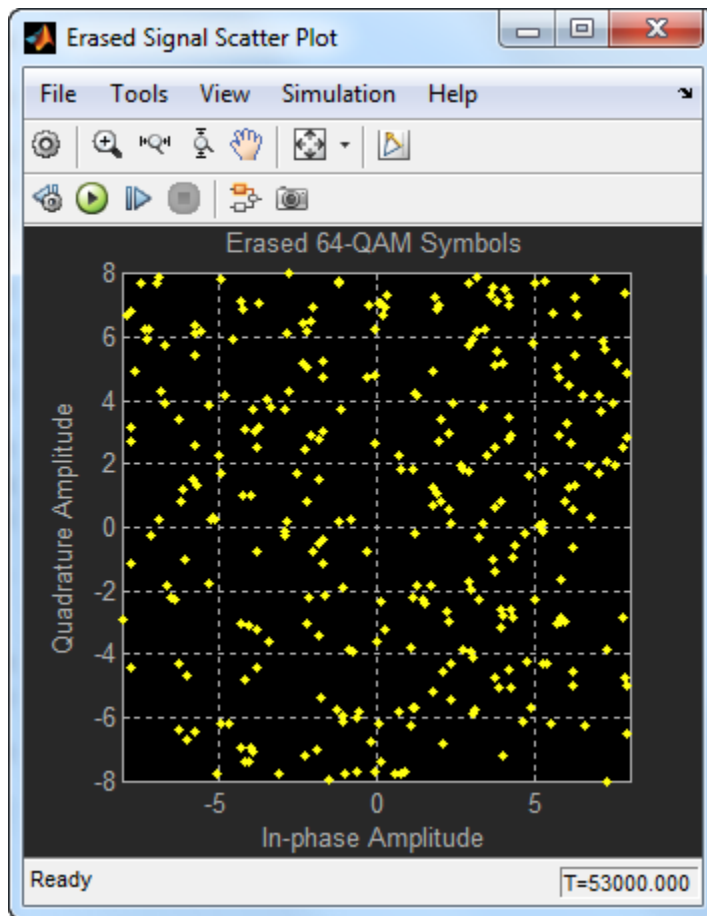 Erased Signal Scatter Plot
File Tools View Simulation Help
Erased 64-QAM Symbols
8
6
4
2
0
-2
-4
-6
-8
Quadrature Amplitude
-5 0 5
In-phase Amplitude
Ready T=53000.000